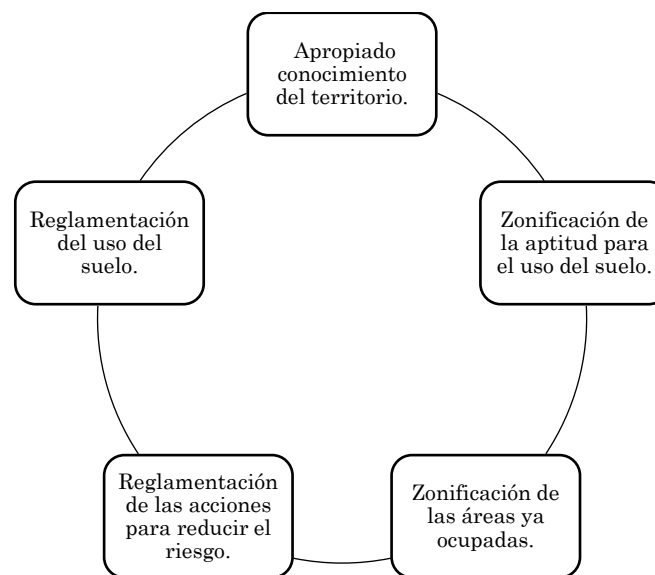 Apropiado
conocimiento
del territorio.
Zonificación de
la aptitud para
el uso del suelo.
Zonificación de
las áreas ya
ocupadas.
Reglamentación
de las acciones
para reducir el
riesgo.
Reglamentación
del uso del
suelo.